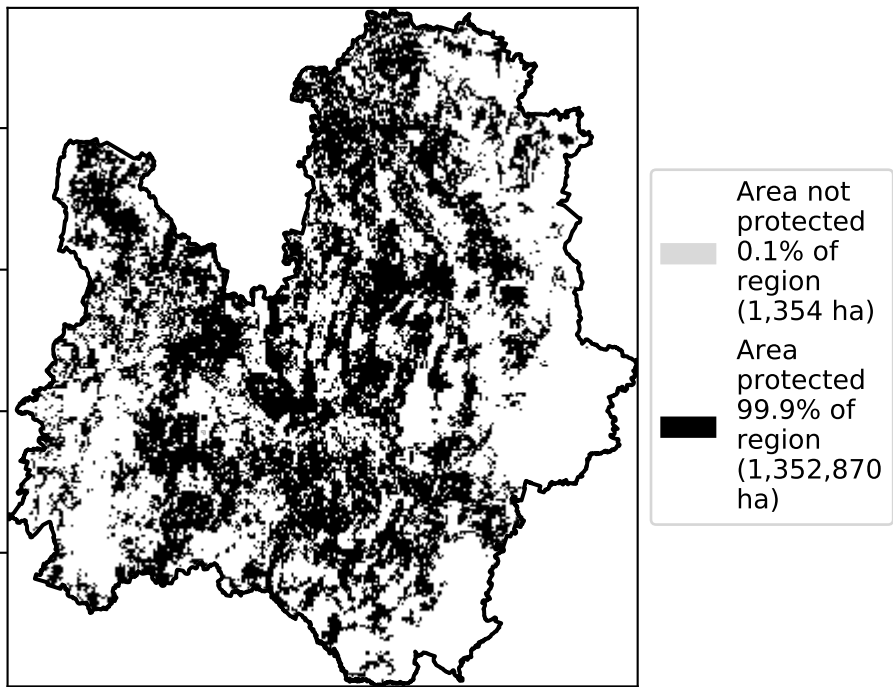 Area not
protected
0.1% of
region
(1,354 ha)
Area
protected
99.9% of
region
(1,352,870
ha)